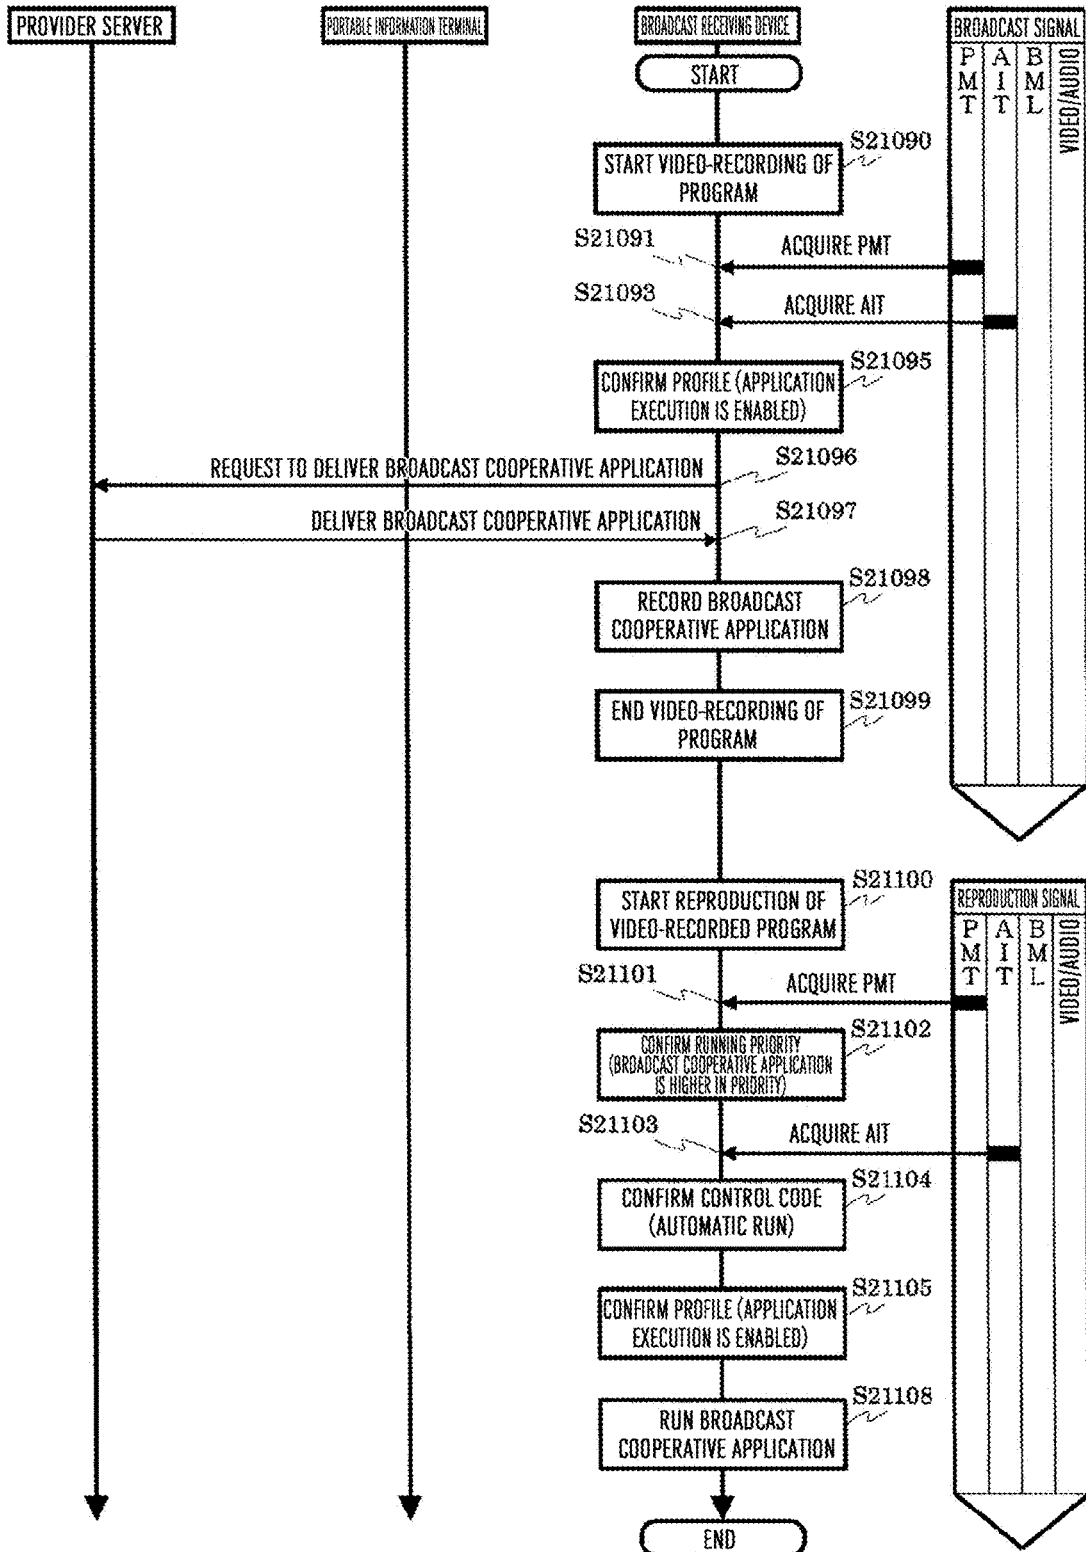 PROVIDER SERVER
PORTABLE INFORMATION TERMINAL
BROADCAST RECEIVING DEVICE
BROADCAST SIGNAL
PMT
AIT
BML
VIDEO/AUDIO
START
S21090
START VIDEO-RECORDING OF
PROGRAM
S21091
ACQUIRE PMT
S21093
ACQUIRE AIT
S21095
CONFIRM PROFILE (APPLICATION
EXECUTION IS ENABLED)
S21096
REQUEST TO DELIVER BROADCAST COOPERATIVE APPLICATION
S21097
DELIVER BROADCAST COOPERATIVE APPLICATION
S21098
RECORD BROADCAST
COOPERATIVE APPLICATION
S21099
END VIDEO-RECORDING OF
PROGRAM
S21100
START REPRODUCTION OF
VIDEO-RECORDED PROGRAM
REPRODUCTION SIGNAL
PMT
AIT
BML
VIDEO/AUDIO
S21101
ACQUIRE PMT
S21102
CONFIRM RUNNING PRIORITY
(BROADCAST COOPERATIVE APPLICATION
IS HIGHER IN PRIORITY)
S21103
ACQUIRE AIT
S21104
CONFIRM CONTROL CODE
(AUTOMATIC RUN)
S21105
CONFIRM PROFILE (APPLICATION
EXECUTION IS ENABLED)
S21108
RUN BROADCAST
COOPERATIVE APPLICATION
END